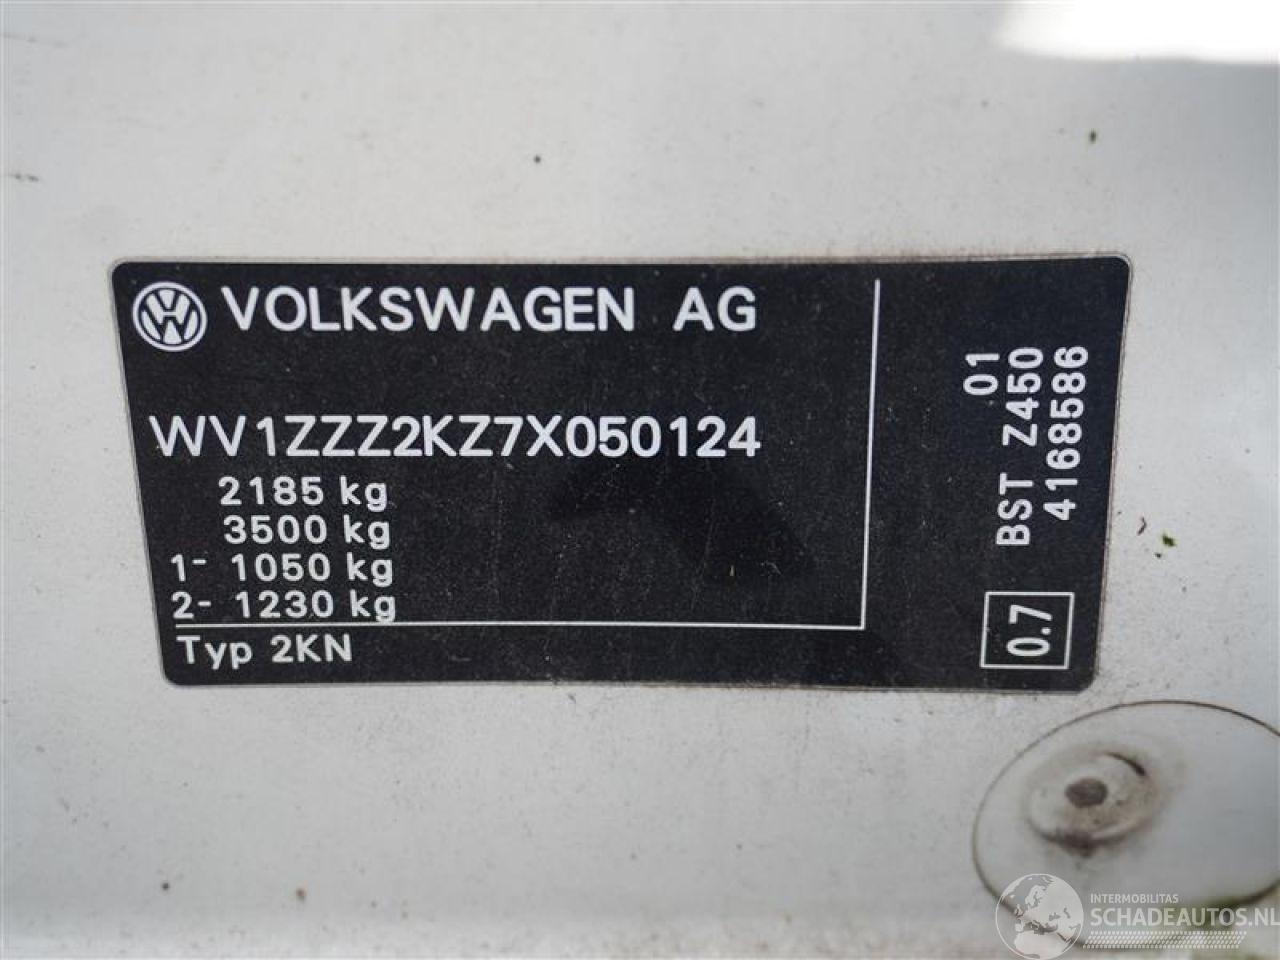 VOLKSWAGEN AG
WV1ZZZ2KZ7X050124
2185 kg
3500 kg
1- 1050 kg
2- 1230 kg
Typ 2KN
01
BST Z450
41685586
0.7
INTERMOBILITAS
SCHADEAUTOS.NL